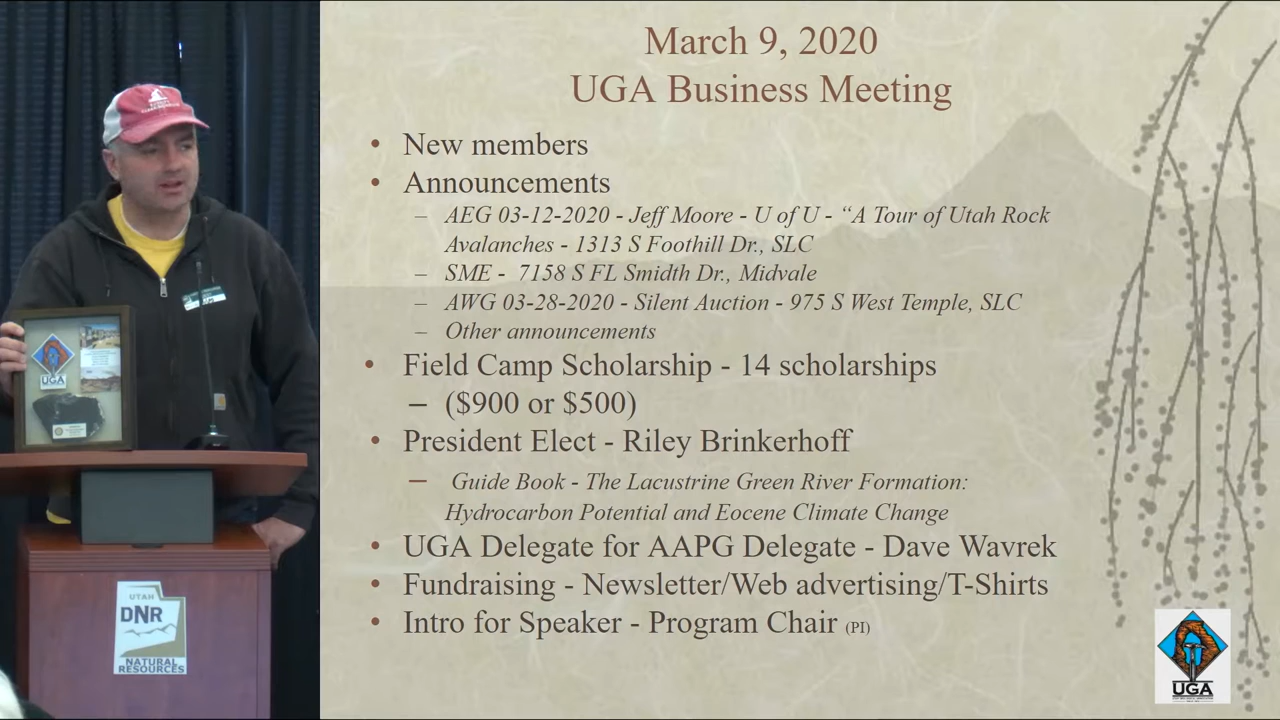 March 9, 2020
UGA Business Meeting
• New members
• Announcements
– AEG 03-12-2020 - Jeff Moore - U of U - “A Tour of Utah Rock
Avalanches - 1313 S Foothill Dr., SLC
– SME - 7158 S FL Smidth Dr., Midvale
– AWG 03-28-2020 - Silent Auction - 975 S West Temple, SLC
– Other announcements
• Field Camp Scholarship - 14 scholarships
– ($900 or $500)
• President Elect - Riley Brinkerhoff
– Guide Book - The Lacustrine Green River Formation:
Hydrocarbon Potential and Eocene Climate Change
• UGA Delegate for AAPG Delegate - Dave Wavrek
• Fundraising - Newsletter/Web advertising/T-Shirts
• Intro for Speaker - Program Chair (PI)
UGA
UGA
UTAH
DNR
NATURAL
RESOURCES